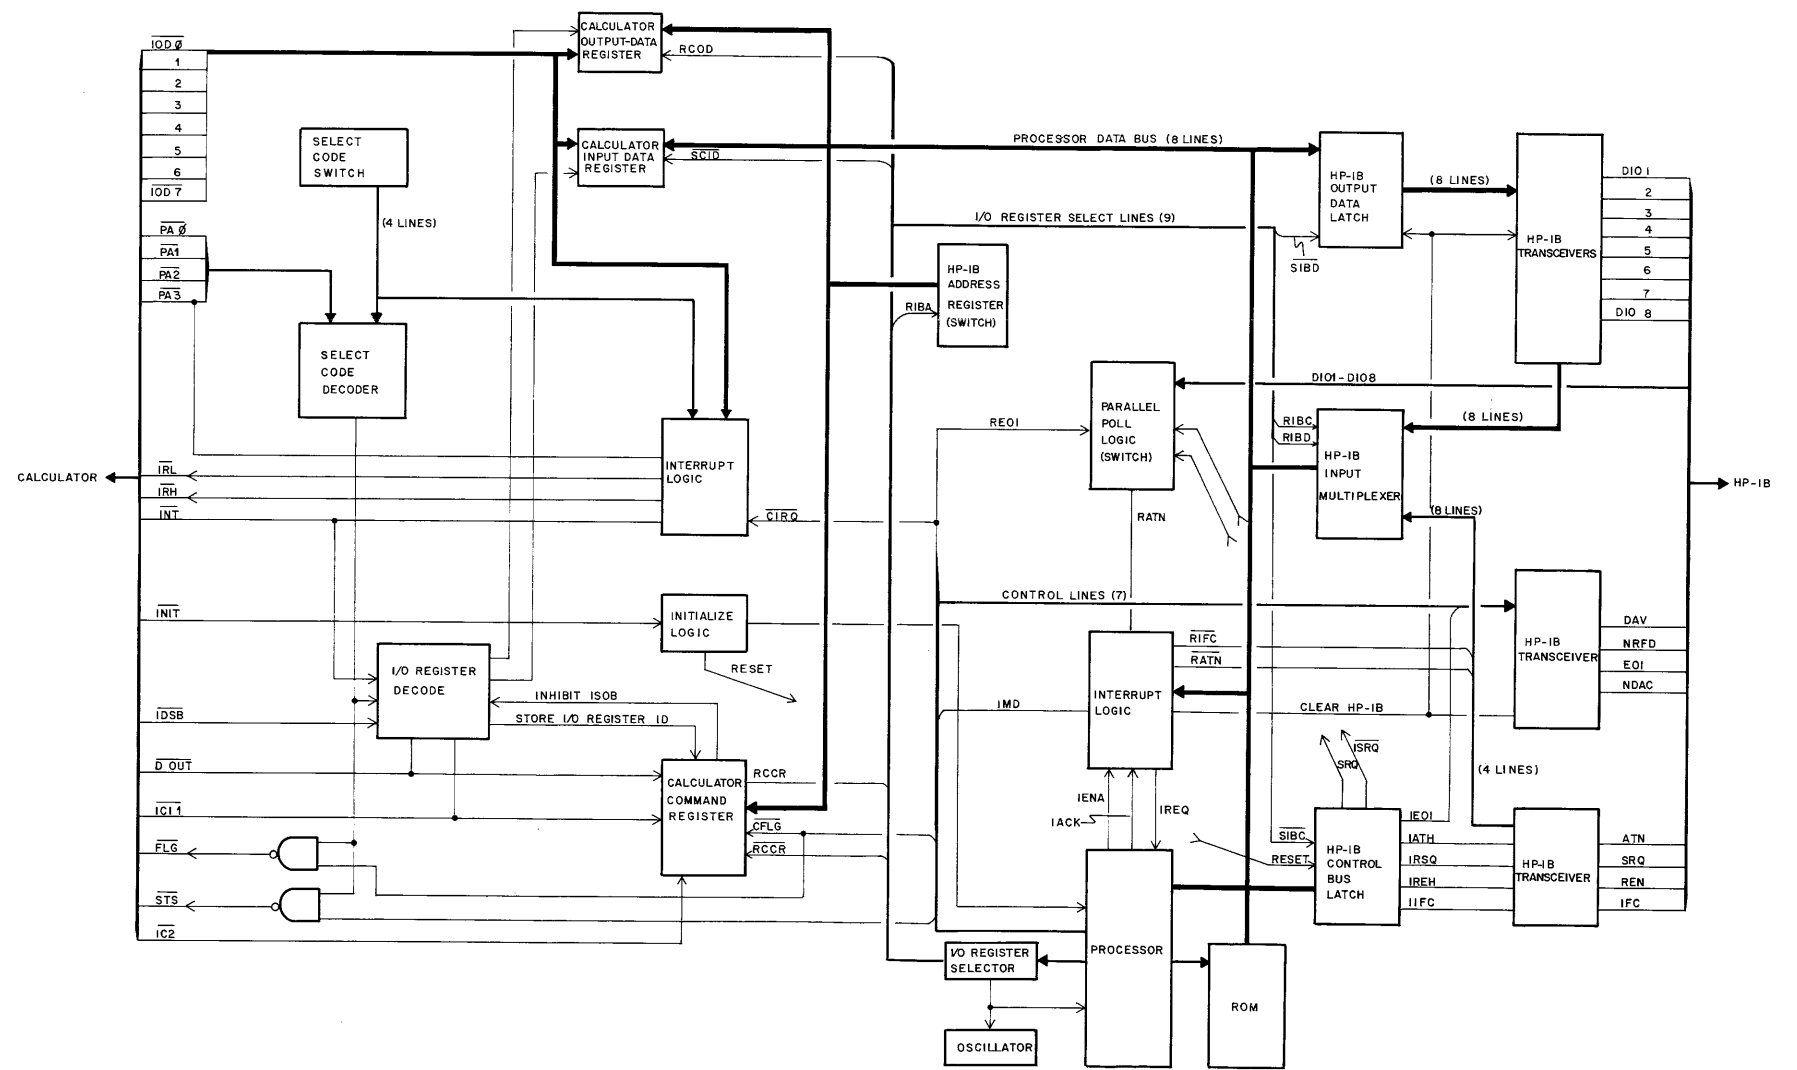 IOD0
1
2
3
4
5
6
IOD7
PA0
PA1
PA2
PA3
CALCULATOR
IRL
IRH
INT
INIT
IDSB
D OUT
ICI 1
FLG
STS
IC2
SELECT
CODE
SWITCH
(4 LINES)
SELECT
CODE
DECODER
CALCULATOR
OUTPUT-DATA
REGISTER
RCOD
CALCULATOR
INPUT DATA
REGISTER
SCID
PROCESSOR DATA BUS (8 LINES)
I/O REGISTER SELECT LINES (9)
HP-IB
ADDRESS
REGISTER
(SWITCH)
RIBA
INTERRUPT
LOGIC
CIRQ
INITIALIZE
LOGIC
RESET
I/O REGISTER
DECODE
INHIBIT ISOB
STORE I/O REGISTER ID
CALCULATOR
COMMAND
REGISTER
RCCR
CFLG
RCCR
PARALLEL
POLL
LOGIC
(SWITCH)
REOI
RATN
CONTROL LINES (7)
RIFC
RATN
INTERRUPT
LOGIC
IMD
CLEAR HP-IB
IENA
IACK
IREQ
PROCESSOR
I/O REGISTER
SELECTOR
OSCILLATOR
ROM
HP-IB
OUTPUT
DATA
LATCH
SIBD
(8 LINES)
HP-IB
TRANSCEIVERS
DIO 1
2
3
4
5
6
7
DIO 8
DIO1-DIO8
(8 LINES)
RIBC
RIBD
HP-IB
INPUT
MULTIPLEXER
(8 LINES)
HP-IB
HP-IB
TRANSCEIVER
DAV
NRFD
EOI
NDAC
ISRQ
SRQ
(4 LINES)
SIBC
RESET
HP-IB
CONTROL
BUS
LATCH
IEOI
IATH
IRSQ
IREH
IIFC
HP-IB
TRANSCEIVER
ATN
SRQ
REN
IFC